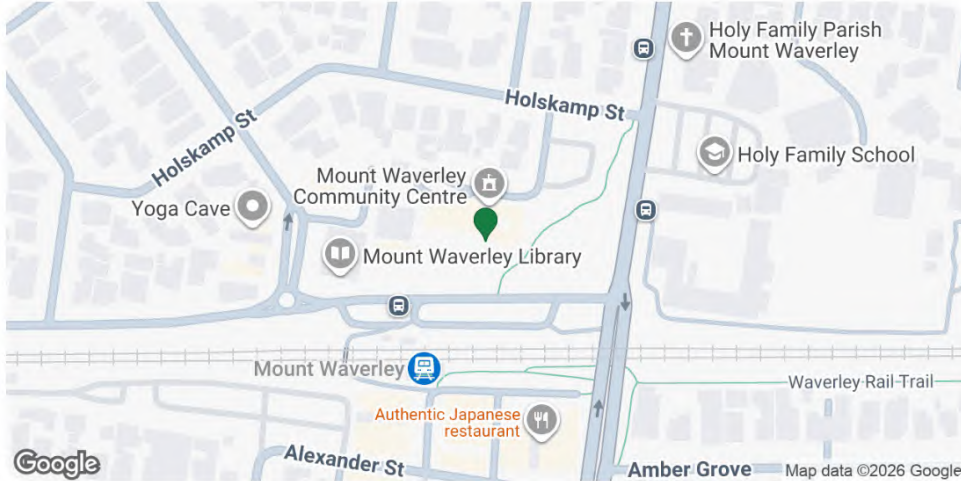 Holy Family Parish
Mount Waverley
Holskamp St
Holskamp St
Holy Family School
Mount Waverley
Community Centre
Yoga Cave
Mount Waverley Library
Mount Waverley
Waverley Rail Trail
Authentic Japanese
restaurant
Google
Alexander St
Amber Grove
Map data ©2026 Google